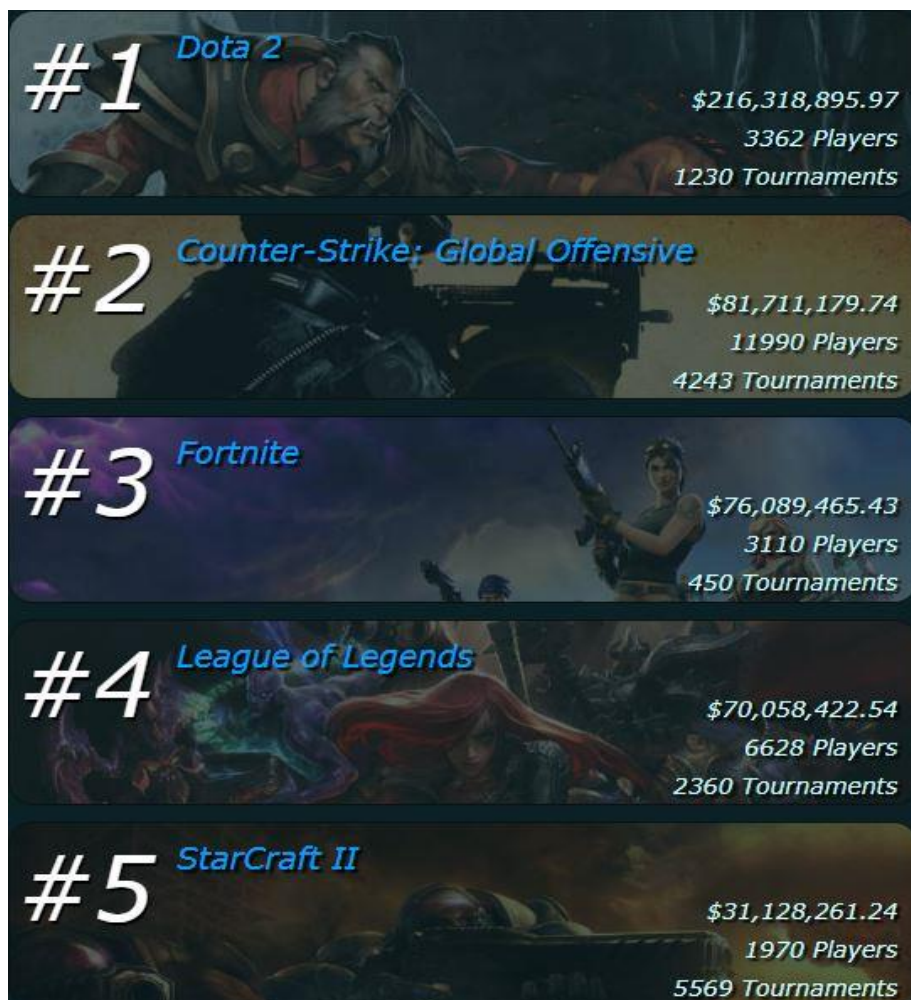 #1
Dota 2
$216,318,895.97
3362 Players
1230 Tournaments
#2
Counter-Strike: Global Offensive
$81,711,179.74
11990 Players
4243 Tournaments
#3
Fortnite
$76,089,465.43
3110 Players
450 Tournaments
#4
League of Legends
$70,058,422.54
6628 Players
2360 Tournaments
#5
StarCraft II
$31,128,261.24
1970 Players
5569 Tournaments